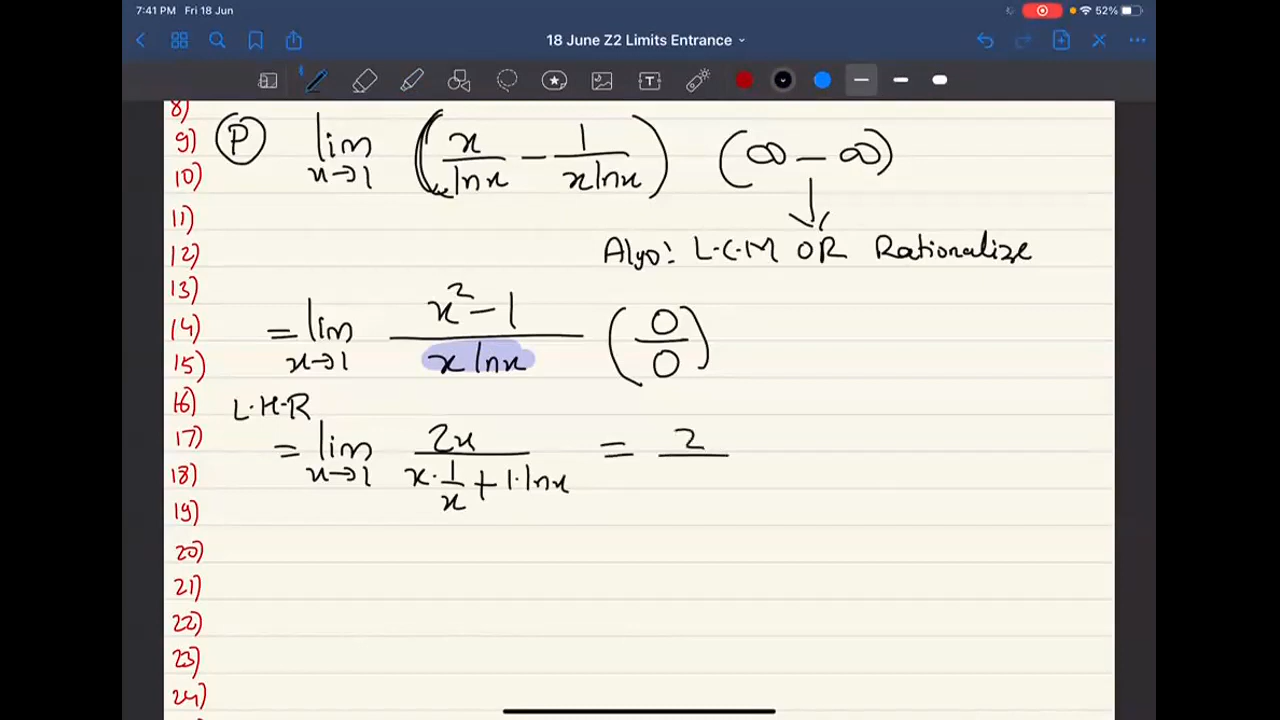 7:41 PM Fri 18 Jun 52%
18 June Z2 Limits Entrance
8)
9) P lim x→1 (x/lnx − 1/xlnx) (∞ − ∞)
10)
11)
12) Alyo: L.C.M OR Rationalize
13)
14) = lim x→1 x²−1 / x lnx (0/0)
15)
16) L.H.R
17) = lim x→1 2x / x·1/x + 1·lnx = 2
18)
19)
20)
21)
22)
23)
24)